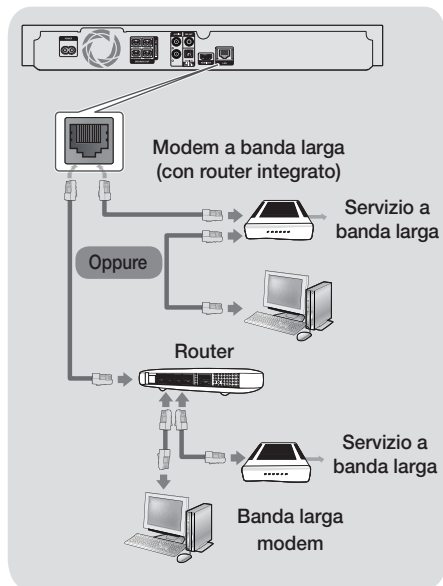 Modem a banda larga
(con router integrato)
Servizio a
banda larga
Oppure
Router
Servizio a
banda larga
Banda larga
modem